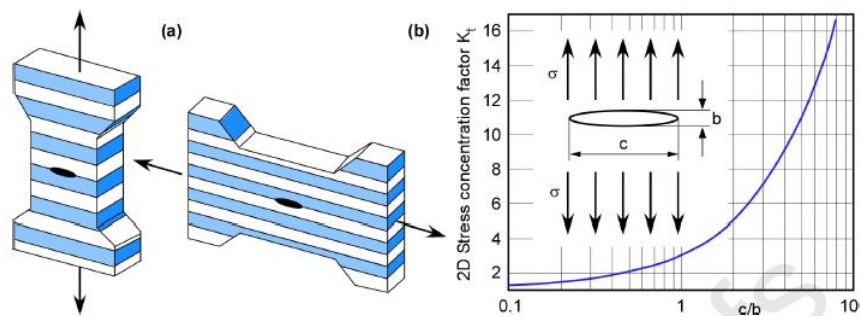 (a)
(b)
2D Stress concentration factor Kt
16
14
12
10
8
6
4
2
σ
b
c
σ
0.1
1
c/b
10